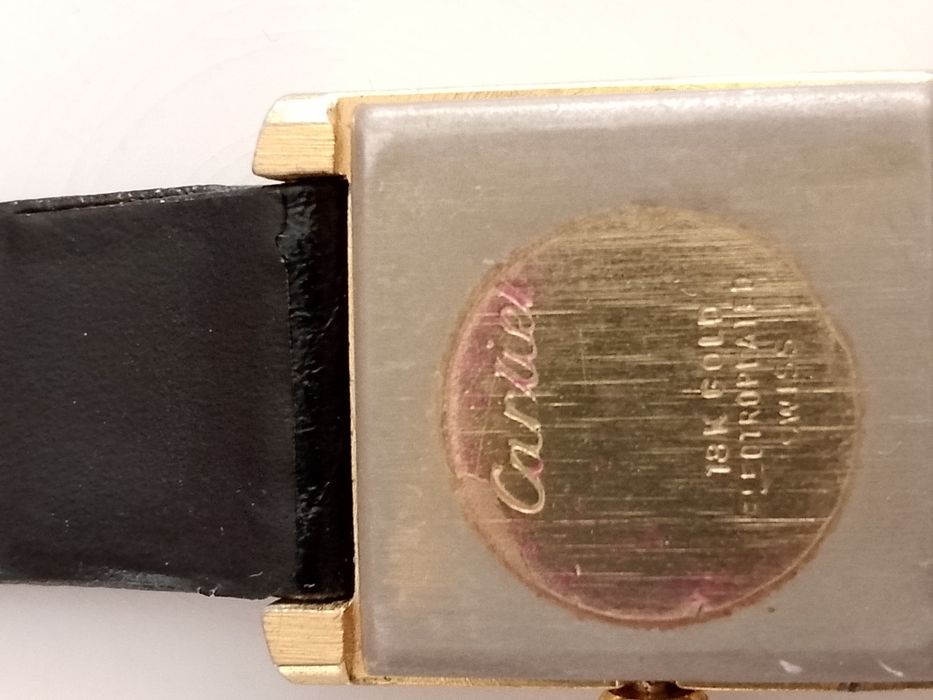 Cartier
18K GOLD
ELECTROPLATED
SWISS